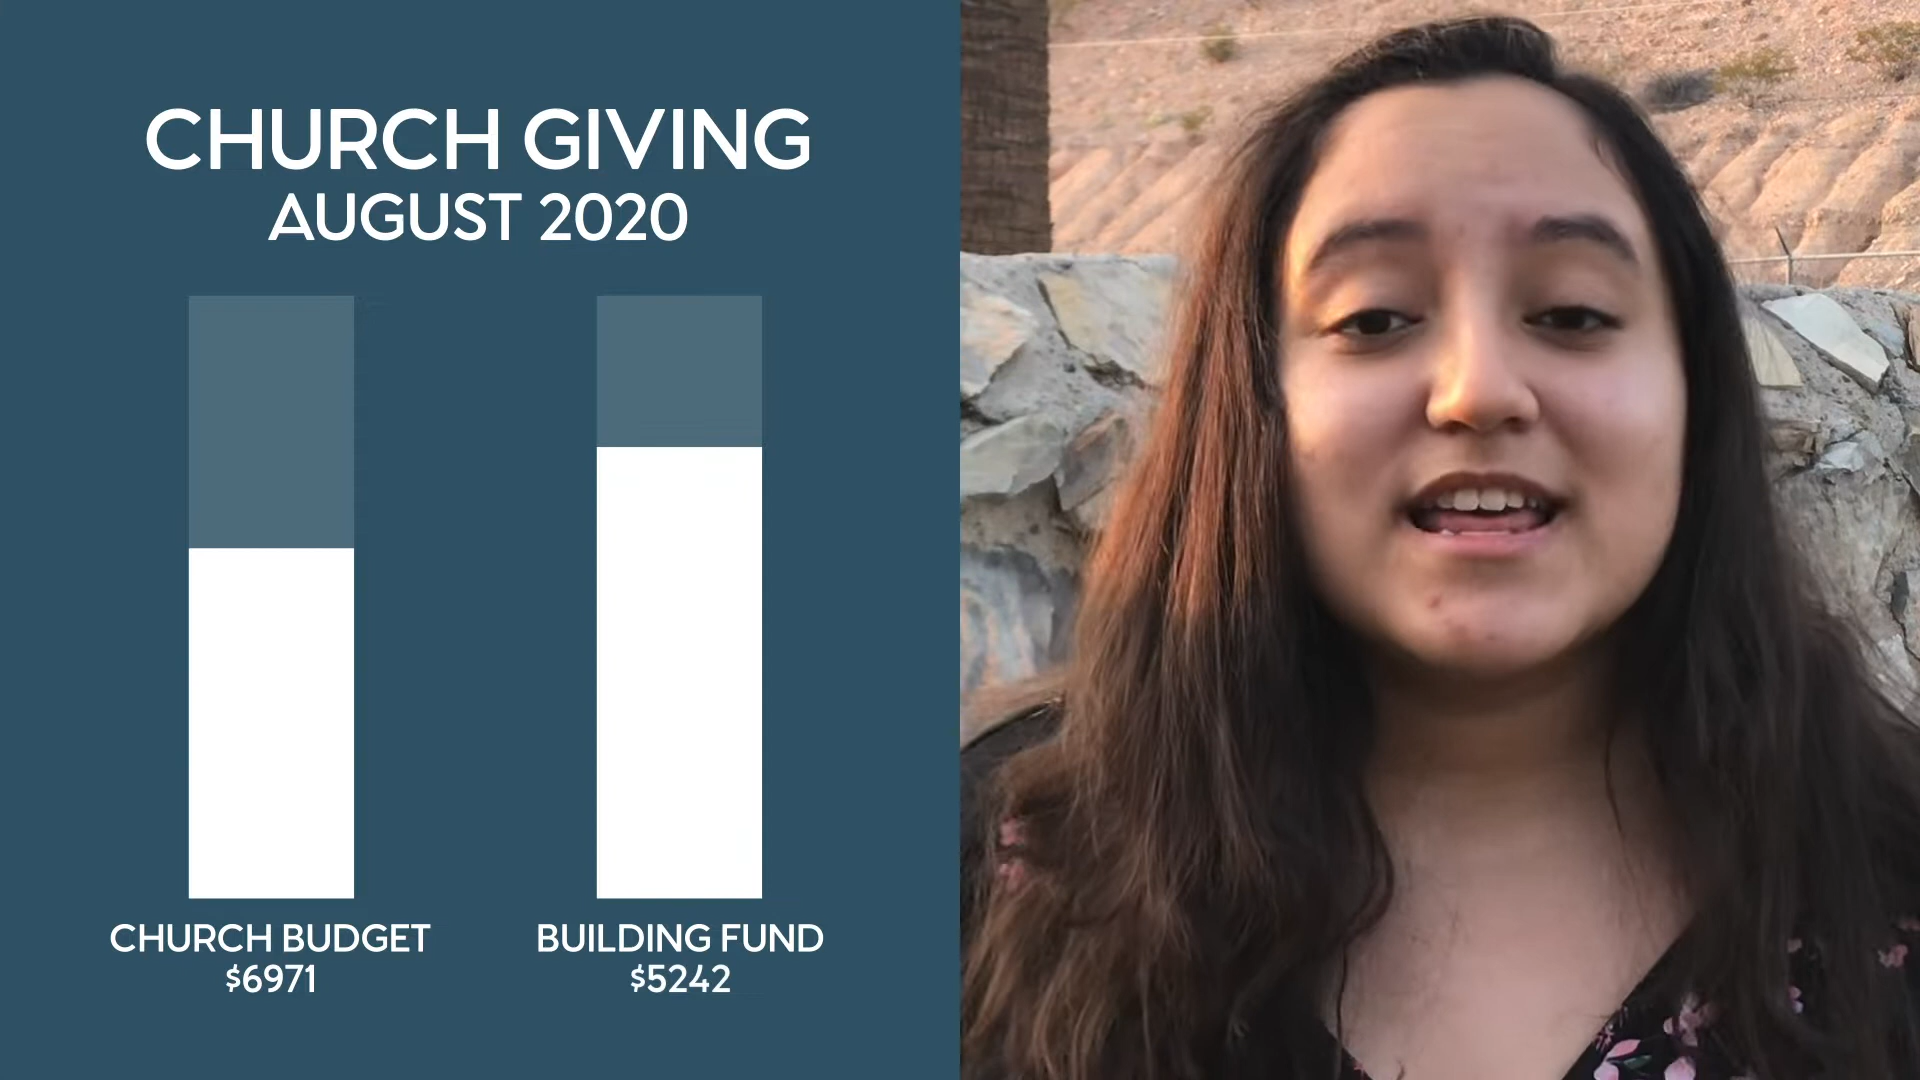 CHURCH GIVING
AUGUST 2020
CHURCH BUDGET
$6971
BUILDING FUND
$5242